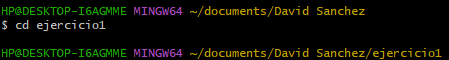 HP@DESKTOP-I6AGMME MINGW64 ~/documents/David Sanchez
$ cd ejercicio1
HP@DESKTOP-I6AGMME MINGW64 ~/documents/David Sanchez/ejercicio1